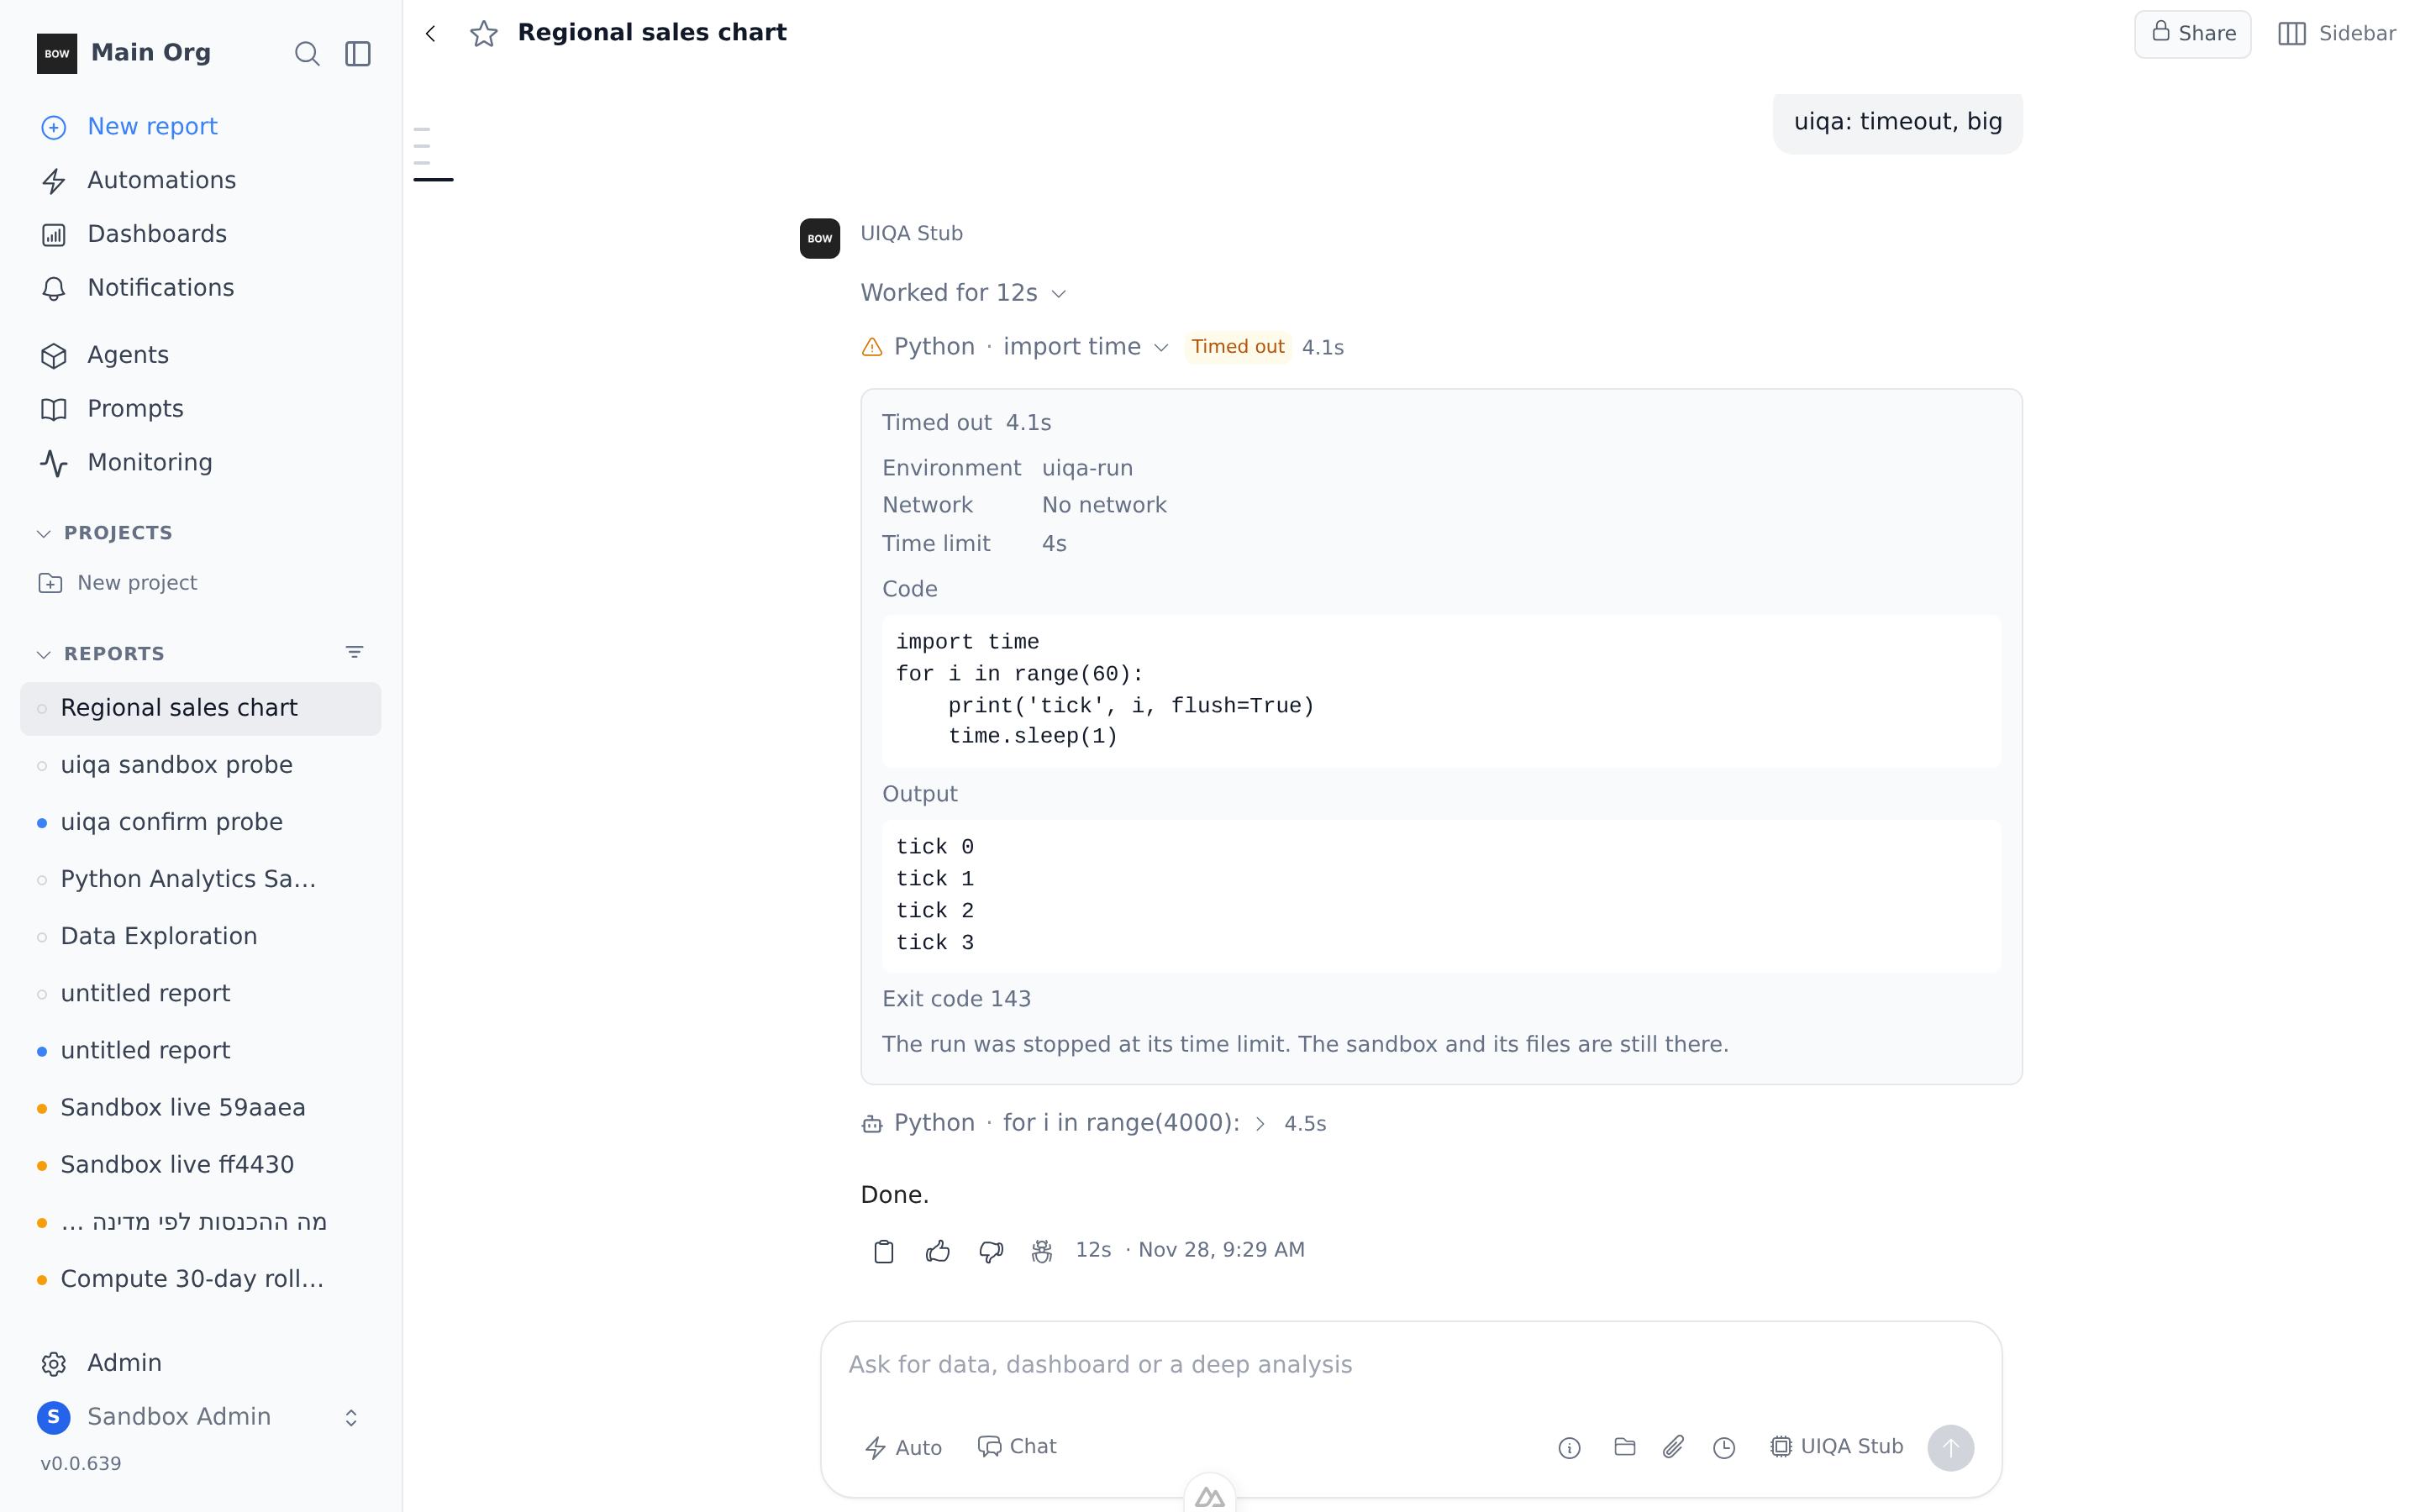 BOW Main Org
New report
Automations
Dashboards
Notifications
Agents
Prompts
Monitoring
PROJECTS
New project
REPORTS
Regional sales chart
uiqa sandbox probe
uiqa confirm probe
Python Analytics Sa...
Data Exploration
untitled report
untitled report
Sandbox live 59aaea
Sandbox live ff4430
מה ההכנסות לפי מדינה ...
Compute 30-day roll...
Admin
S Sandbox Admin
v0.0.639
Regional sales chart
Share
Sidebar
uiqa: timeout, big
BOW UIQA Stub
Worked for 12s
Python · import time Timed out 4.1s
Timed out 4.1s
Environment uiqa-run
Network No network
Time limit 4s
Code
import time
for i in range(60):
    print('tick', i, flush=True)
    time.sleep(1)
Output
tick 0
tick 1
tick 2
tick 3
Exit code 143
The run was stopped at its time limit. The sandbox and its files are still there.
Python · for i in range(4000): 4.5s
Done.
12s · Nov 28, 9:29 AM
Ask for data, dashboard or a deep analysis
Auto Chat UIQA Stub